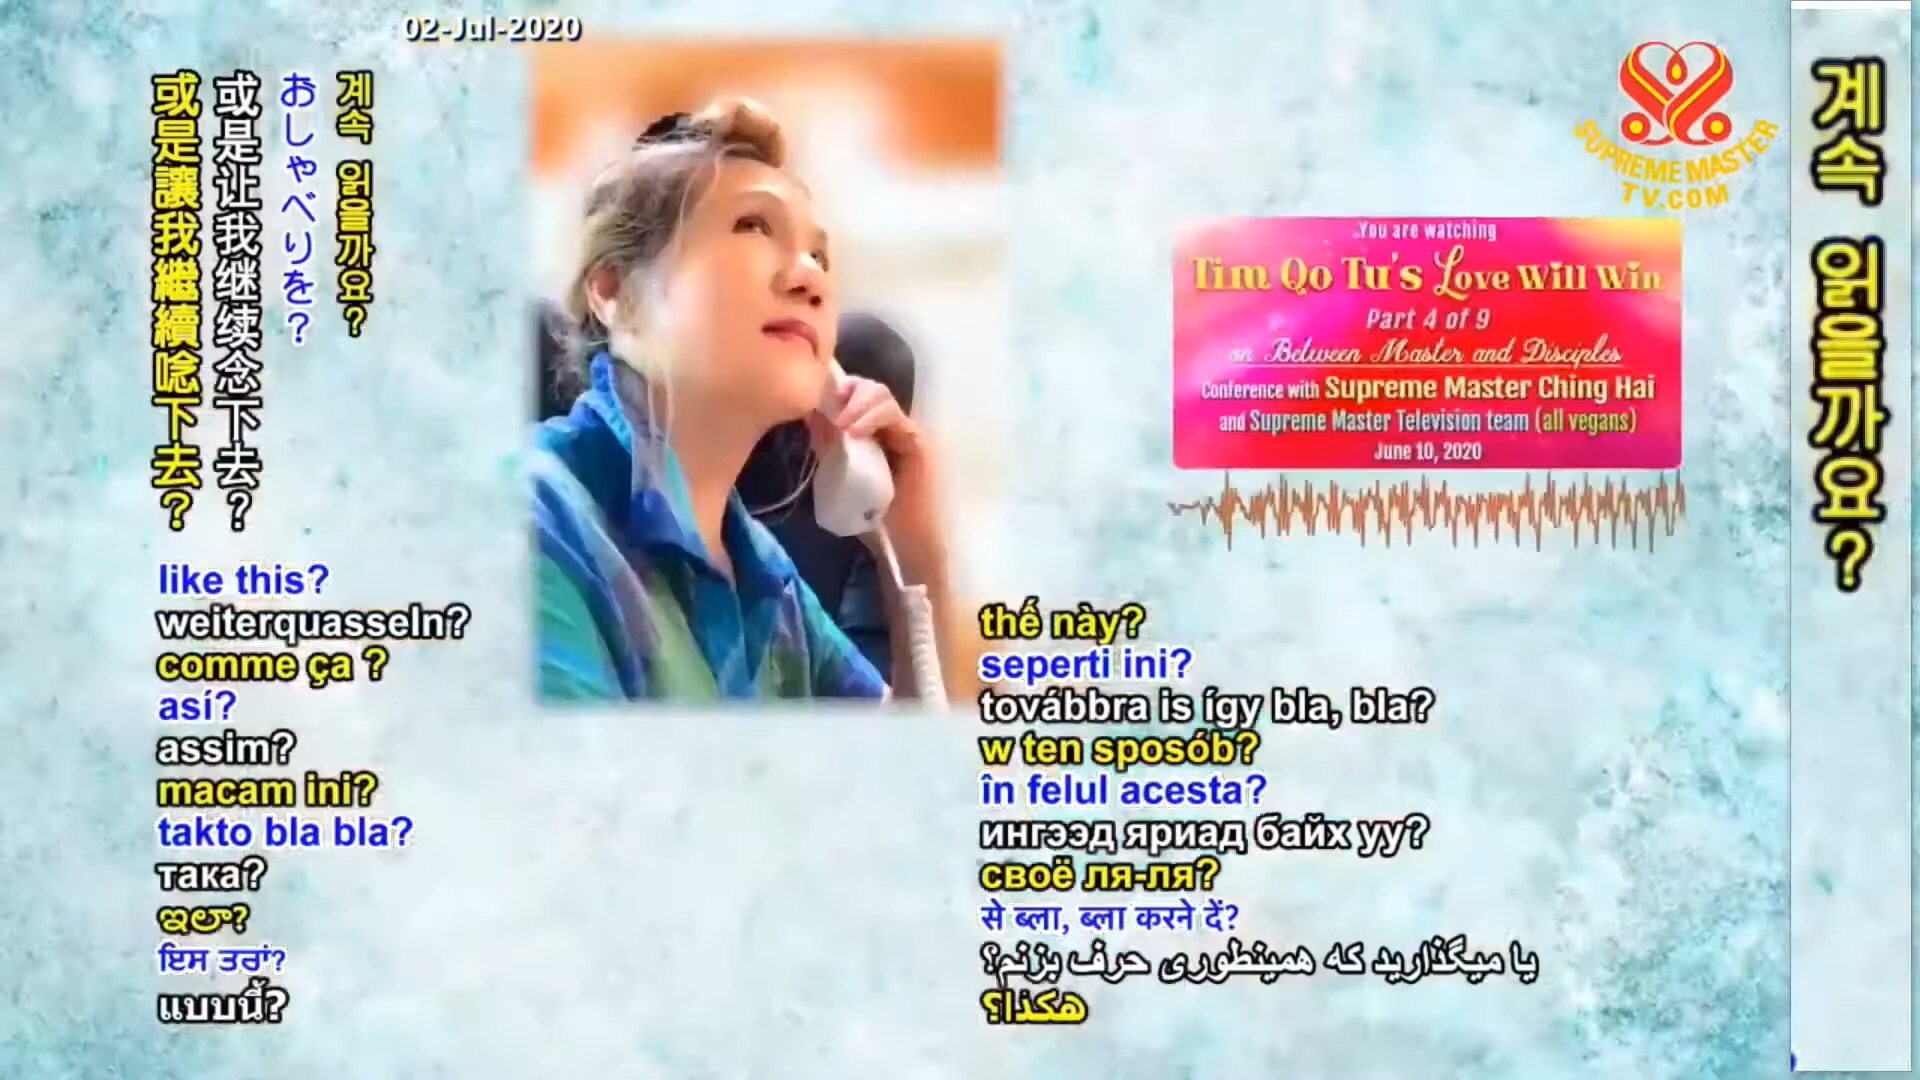 02-Jul-2020
계속 읽을까요?
おしゃべりを?
或是让我继续念下去?
或是讓我繼續唸下去?
like this?
weiterquasseln?
comme ça ?
así?
assim?
macam ini?
takto bla bla?
така?
ఇలా?
ਇਸ ਤਰਾਂ?
แบบนี้?
SUPREME MASTER
TV.COM
You are watching
Tim Qo Tu's Love Will Win
Part 4 of 9
on Between Master and Disciples
Conference with Supreme Master Ching Hai
and Supreme Master Television team (all vegans)
June 10, 2020
thế này?
seperti ini?
továbbra is így bla, bla?
w ten sposób?
în felul acesta?
ингээд яриад байх уу?
своё ля-ля?
से ब्ला, ब्ला करने दें?
یا میگذارید که همینطوری حرف بزنم؟
هكذا؟
계속 읽을까요?